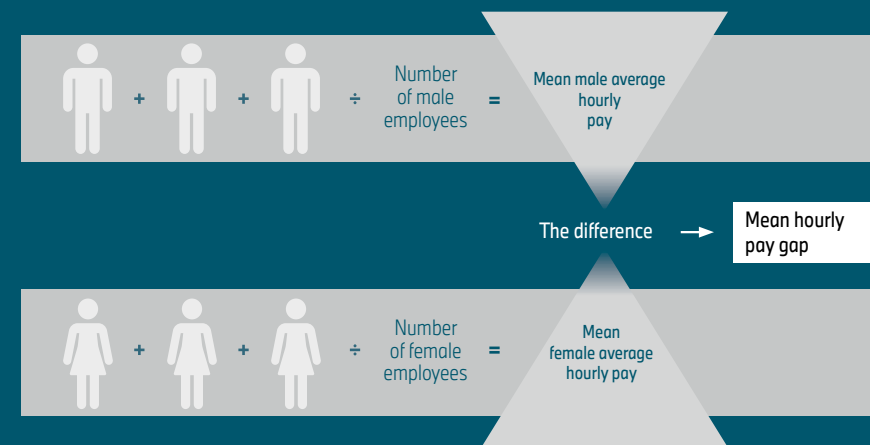 + + ÷ Number
of male
employees
=
Mean male average
hourly
pay
The difference → Mean hourly
pay gap
+ + ÷ Number
of female
employees
=
Mean
female average
hourly pay